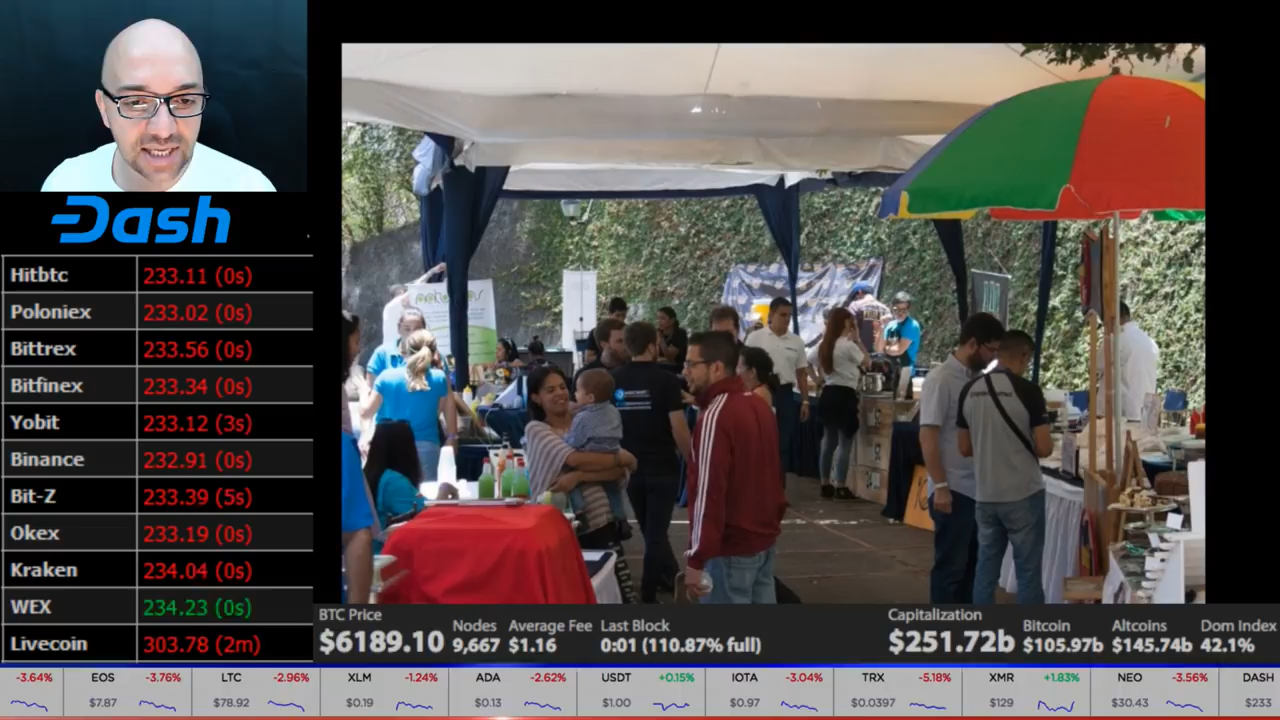 Dash
Hitbtc 233.11 (0s)
Poloniex 233.02 (0s)
Bittrex 233.56 (0s)
Bitfinex 233.34 (0s)
Yobit 233.12 (3s)
Binance 232.91 (0s)
Bit-Z 233.39 (5s)
Okex 233.19 (0s)
Kraken 234.04 (0s)
WEX 234.23 (0s)
Livecoin 303.78 (2m)
BTC Price
$6189.10
Nodes
9,667
Average Fee
$1.16
Last Block
0:01 (110.87% full)
Capitalization
$251.72b
Bitcoin
$105.97b
Altcoins
$145.74b
Dom Index
42.1%
-3.64% EOS -3.76% LTC -2.96% XLM -1.24% ADA -2.62% USDT +0.15% IOTA -3.04% TRX -5.18% XMR +1.83% NEO -3.56% DASH
$7.87 $78.92 $0.19 $0.13 $1.00 $0.97 $0.0397 $129 $30.43 $233